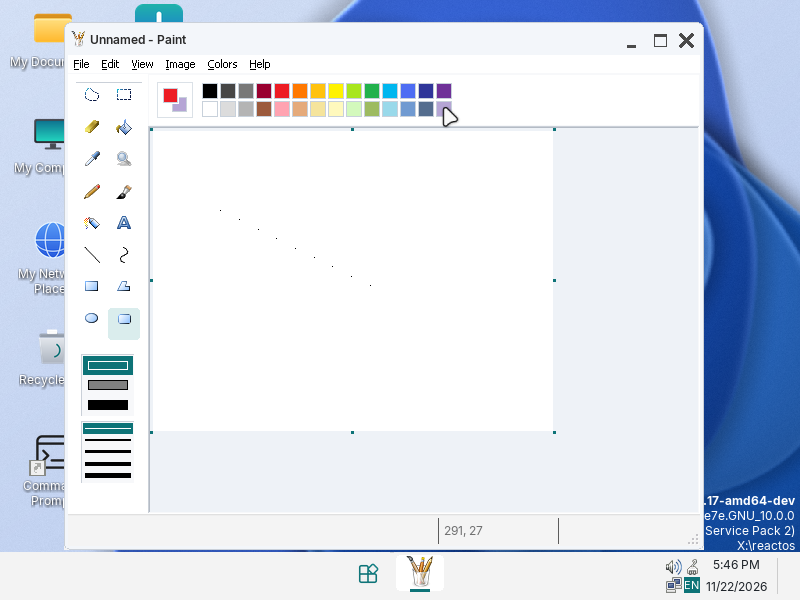 My Docu
My Comp
My Netw
Place
Recycle
Comma
Promp
Unnamed - Paint
File Edit View Image Colors Help
291, 27
.17-amd64-dev
e7e.GNU_10.0.0
Service Pack 2)
X:\reactos
5:46 PM
EN
11/22/2026